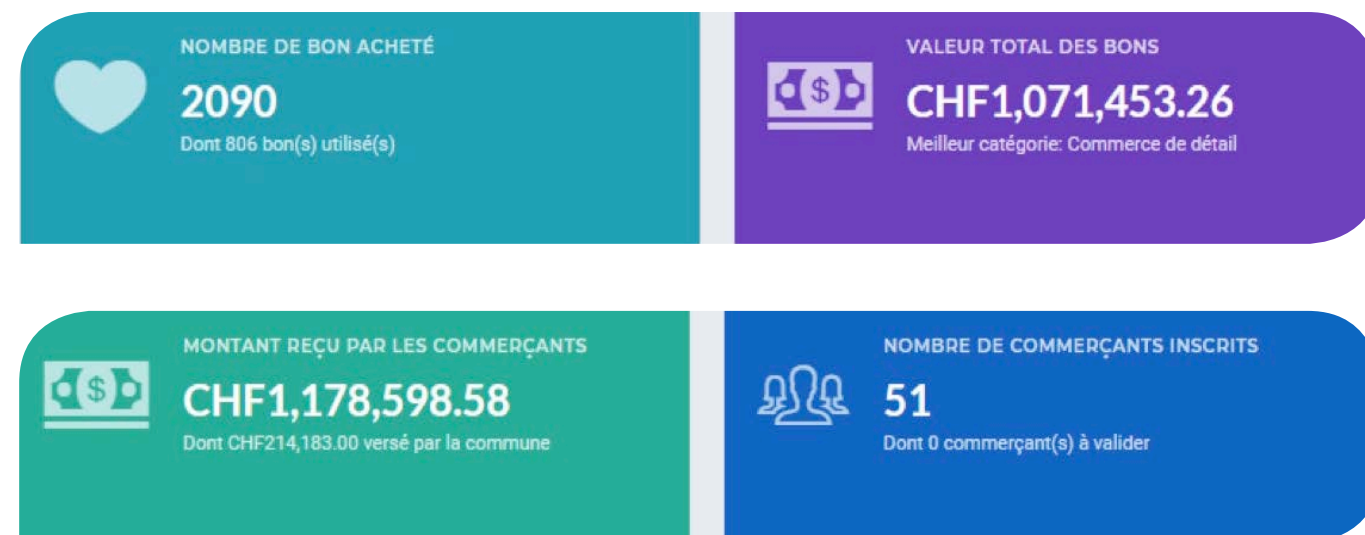 NOMBRE DE BON ACHETÉ
2090
Dont 806 bon(s) utilisé(s)
VALEUR TOTAL DES BONS
CHF1,071,453.26
Meilleur catégorie: Commerce de détail
MONTANT REÇU PAR LES COMMERÇANTS
CHF1,178,598.58
Dont CHF214,183.00 versé par la commune
NOMBRE DE COMMERÇANTS INSCRITS
51
Dont 0 commerçant(s) à valider